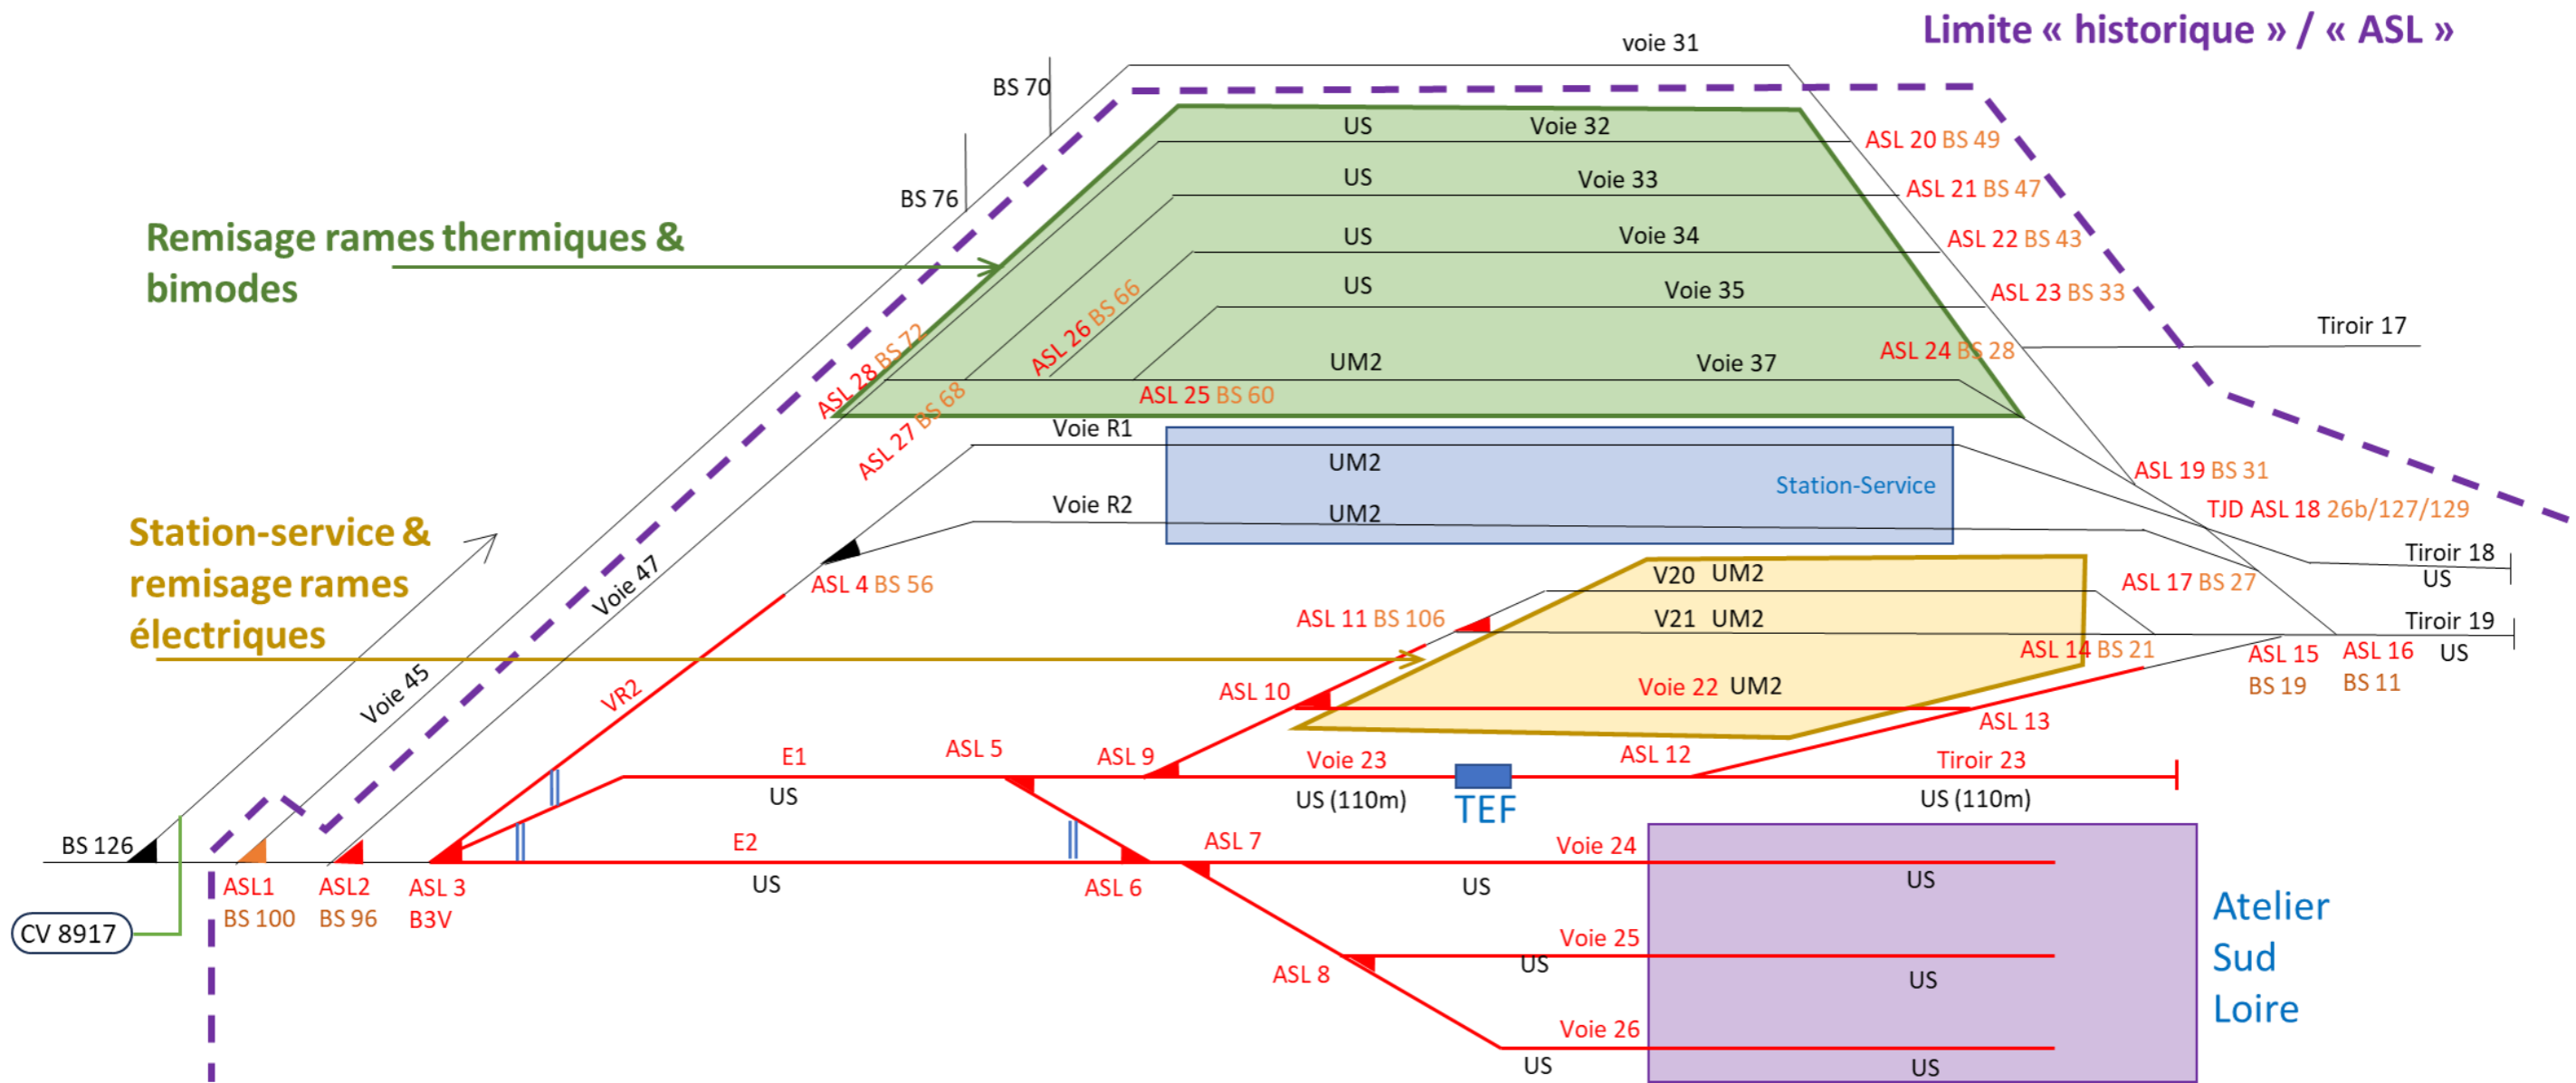 Limite « historique » / « ASL »
voie 31
BS 70
US Voie 32
ASL 20 BS 49
US Voie 33
ASL 21 BS 47
BS 76
Remisage rames thermiques &
bimodes
US Voie 34
ASL 22 BS 43
US Voie 35
ASL 23 BS 33
ASL 26 BS 66
Tiroir 17
ASL 28 BS 72
UM2 Voie 37
ASL 24 BS 28
ASL 25 BS 60
ASL 27 BS 68
Voie R1
UM2
Station-Service
ASL 19 BS 31
Voie R2
UM2
TJD ASL 18 26b/127/129
Station-service &
remisage rames
électriques
Tiroir 18
US
ASL 4 BS 56
Voie 47
V20 UM2
ASL 17 BS 27
ASL 11 BS 106
V21 UM2
Tiroir 19
US
ASL 14 BS 21
ASL 15
BS 19
ASL 16
BS 11
Voie 45
VR2
ASL 10
Voie 22 UM2
ASL 13
E1
US
ASL 5
ASL 9
Voie 23
US (110m)
TEF
ASL 12
Tiroir 23
US (110m)
BS 126
E2
US
ASL 7
ASL 6
Voie 24
US
US
ASL1
BS 100
ASL2
BS 96
ASL 3
B3V
CV 8917
Voie 25
US
US
ASL 8
Voie 26
US
US
Atelier
Sud
Loire